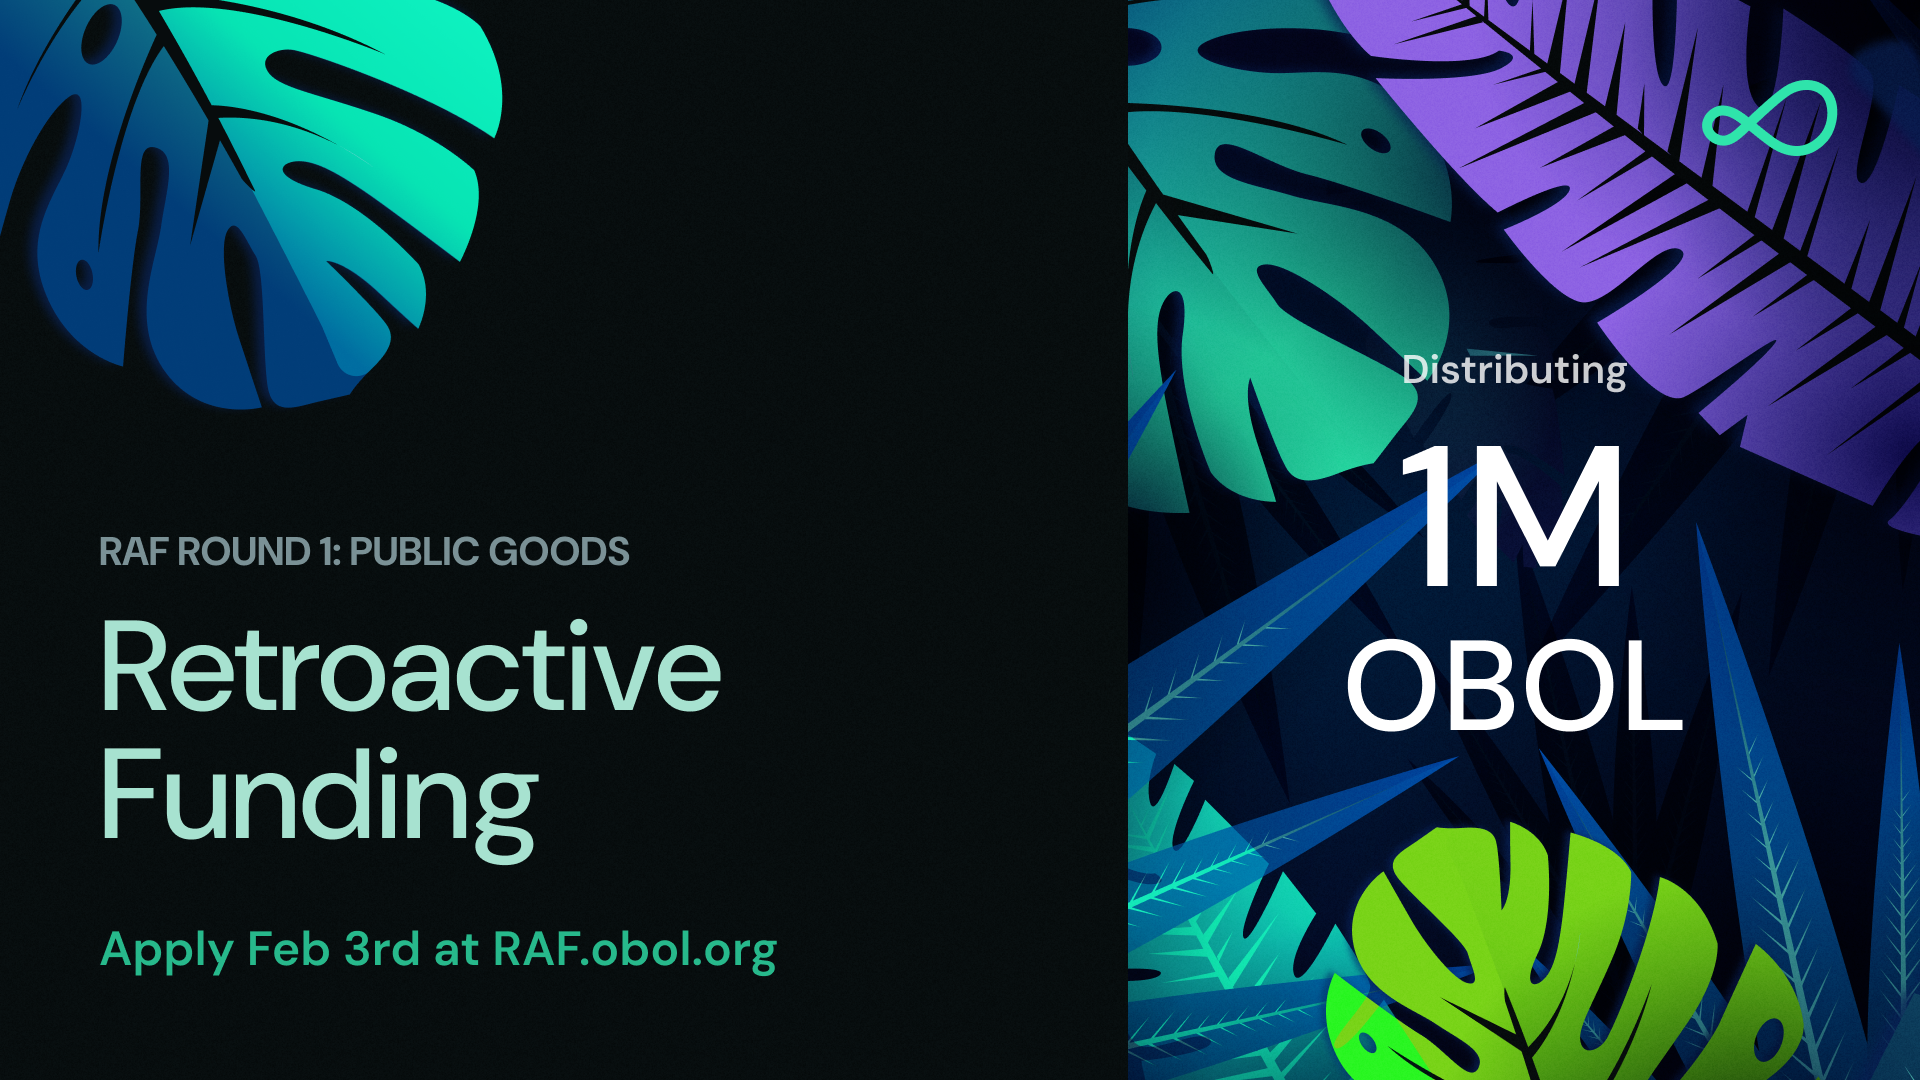 RAF ROUND 1: PUBLIC GOODS
Retroactive
Funding
Apply Feb 3rd at RAF.obol.org
Distributing
1M
OBOL